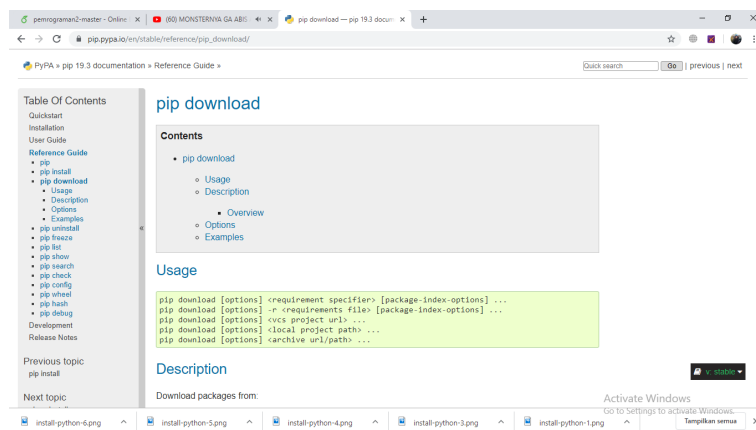 pemrograman2-master - Online
(60) MONSTERNYA GA ABIS
pip download — pip 19.3 docum
pip.pypa.io/en/stable/reference/pip_download/
PyPA » pip 19.3 documentation » Reference Guide »
Quick search
Go
| previous | next
Table Of Contents
Quickstart
Installation
User Guide
Reference Guide
pip
pip install
pip download
Usage
Description
Options
Examples
pip uninstall
pip freeze
pip list
pip show
pip search
pip check
pip config
pip wheel
pip hash
pip debug
Development
Release Notes
Previous topic
pip install
Next topic
pip download
Contents
pip download
Usage
Description
Overview
Options
Examples
Usage
pip download [options] <requirement specifier> [package-index-options] ...
pip download [options] -r <requirements file> [package-index-options] ...
pip download [options] <vcs project url> ...
pip download [options] <local project path> ...
pip download [options] <archive url/path> ...
Description
Download packages from:
v: stable
Activate Windows
Go to Settings to activate Windows.
install-python-6.png
install-python-5.png
install-python-4.png
install-python-3.png
install-python-1.png
Tampilkan semua